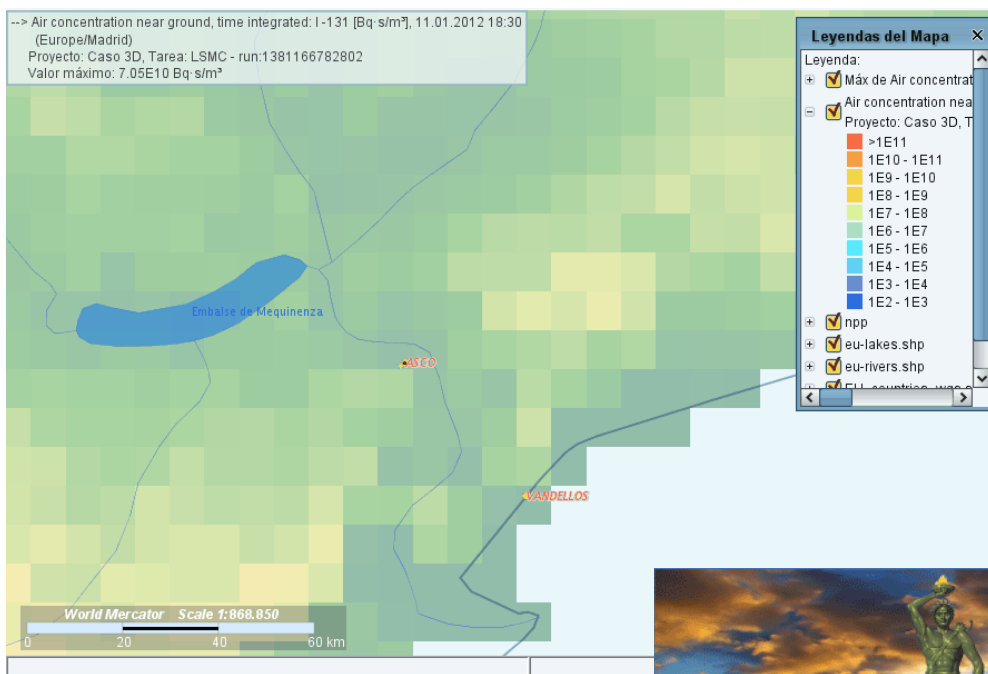 --> Air concentration near ground, time integrated: I -131 [Bq·s/m³], 11.01.2012 18:30
(Europe/Madrid)
Proyecto: Caso 3D, Tarea: LSMC - run:1381166782802
Valor máximo: 7.05E10 Bq·s/m³
Leyendas del Mapa
Leyenda:
Máx de Air concentrat
Air concentration nea
Proyecto: Caso 3D, T
>1E11
1E10 - 1E11
1E9 - 1E10
1E8 - 1E9
1E7 - 1E8
1E6 - 1E7
1E5 - 1E6
1E4 - 1E5
1E3 - 1E4
1E2 - 1E3
npp
eu-lakes.shp
eu-rivers.shp
Embalse de Mequinenza
ASCO
VANDELLOS
World Mercator Scale 1:868.850
0 20 40 60 km